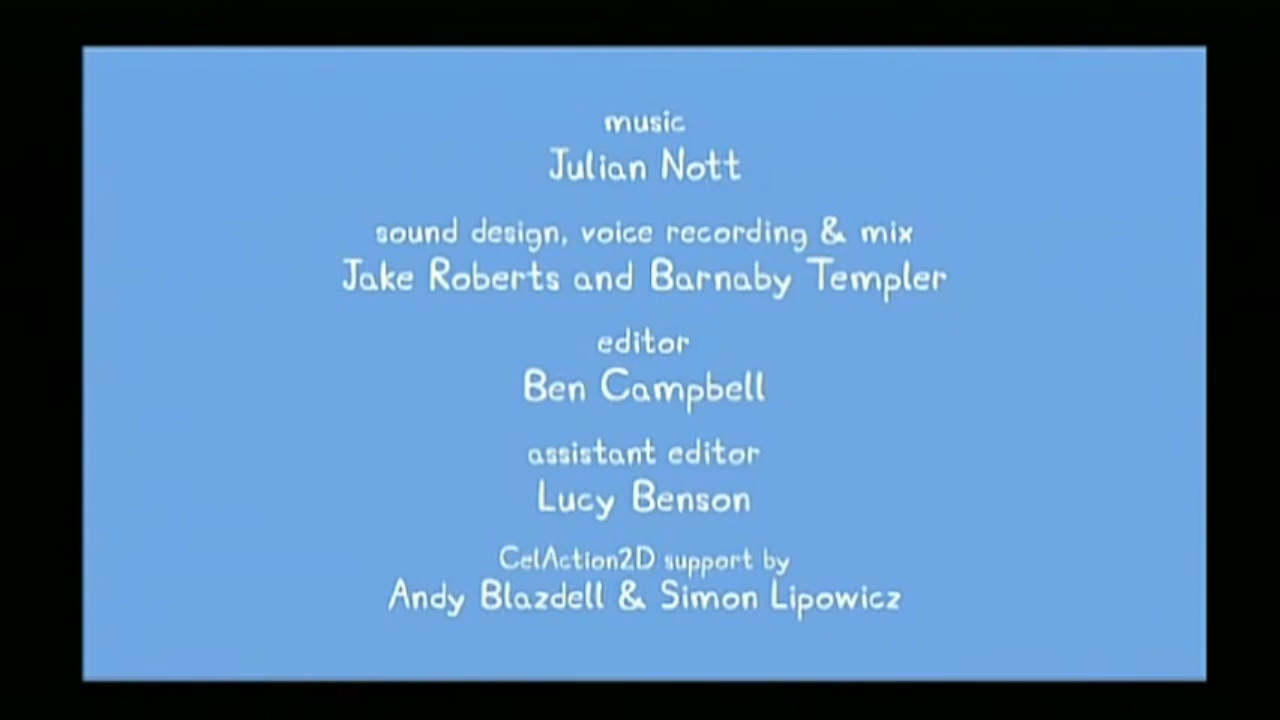 music
Julian Nott
sound design, voice recording & mix
Jake Roberts and Barnaby Templer
editor
Ben Campbell
assistant editor
Lucy Benson
CelAction2D support by
Andy Blazdell & Simon Lipowicz